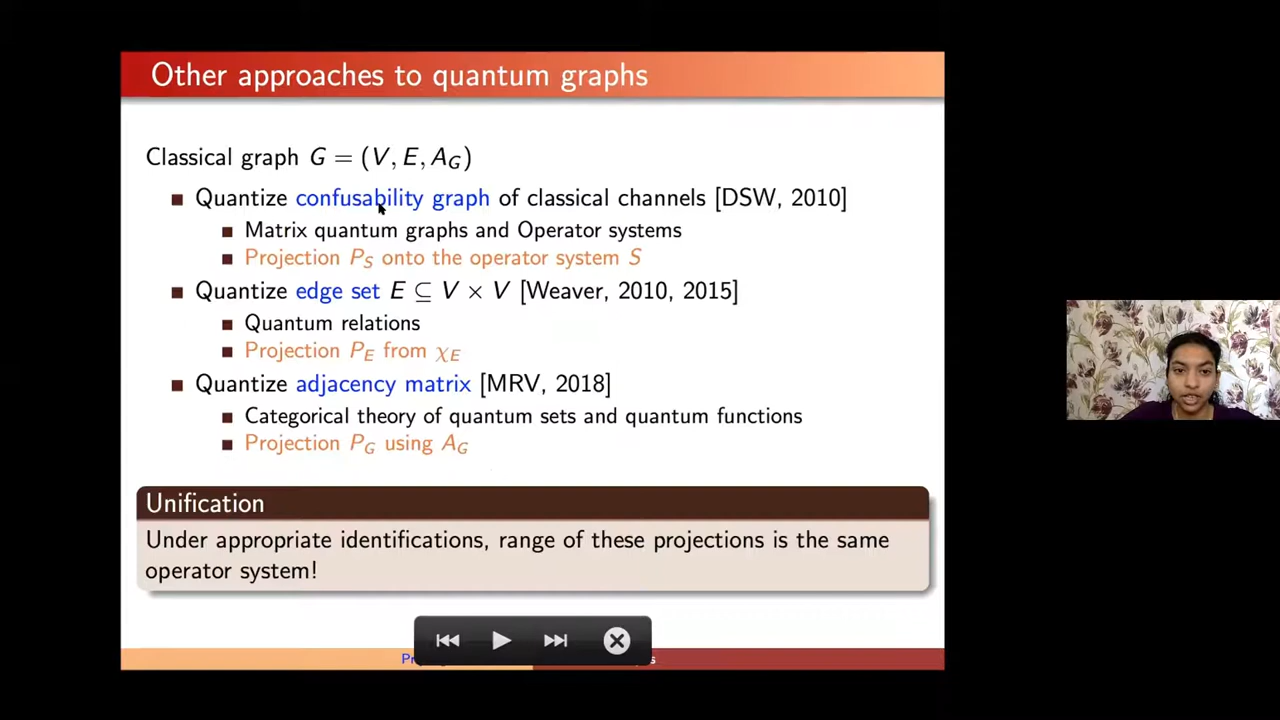 Other approaches to quantum graphs
Classical graph G = (V, E, A_G)
Quantize confusability graph of classical channels [DSW, 2010]
Matrix quantum graphs and Operator systems
Projection P_S onto the operator system S
Quantize edge set E ⊆ V × V [Weaver, 2010, 2015]
Quantum relations
Projection P_E from χ_E
Quantize adjacency matrix [MRV, 2018]
Categorical theory of quantum sets and quantum functions
Projection P_G using A_G
Unification
Under appropriate identifications, range of these projections is the same
operator system!